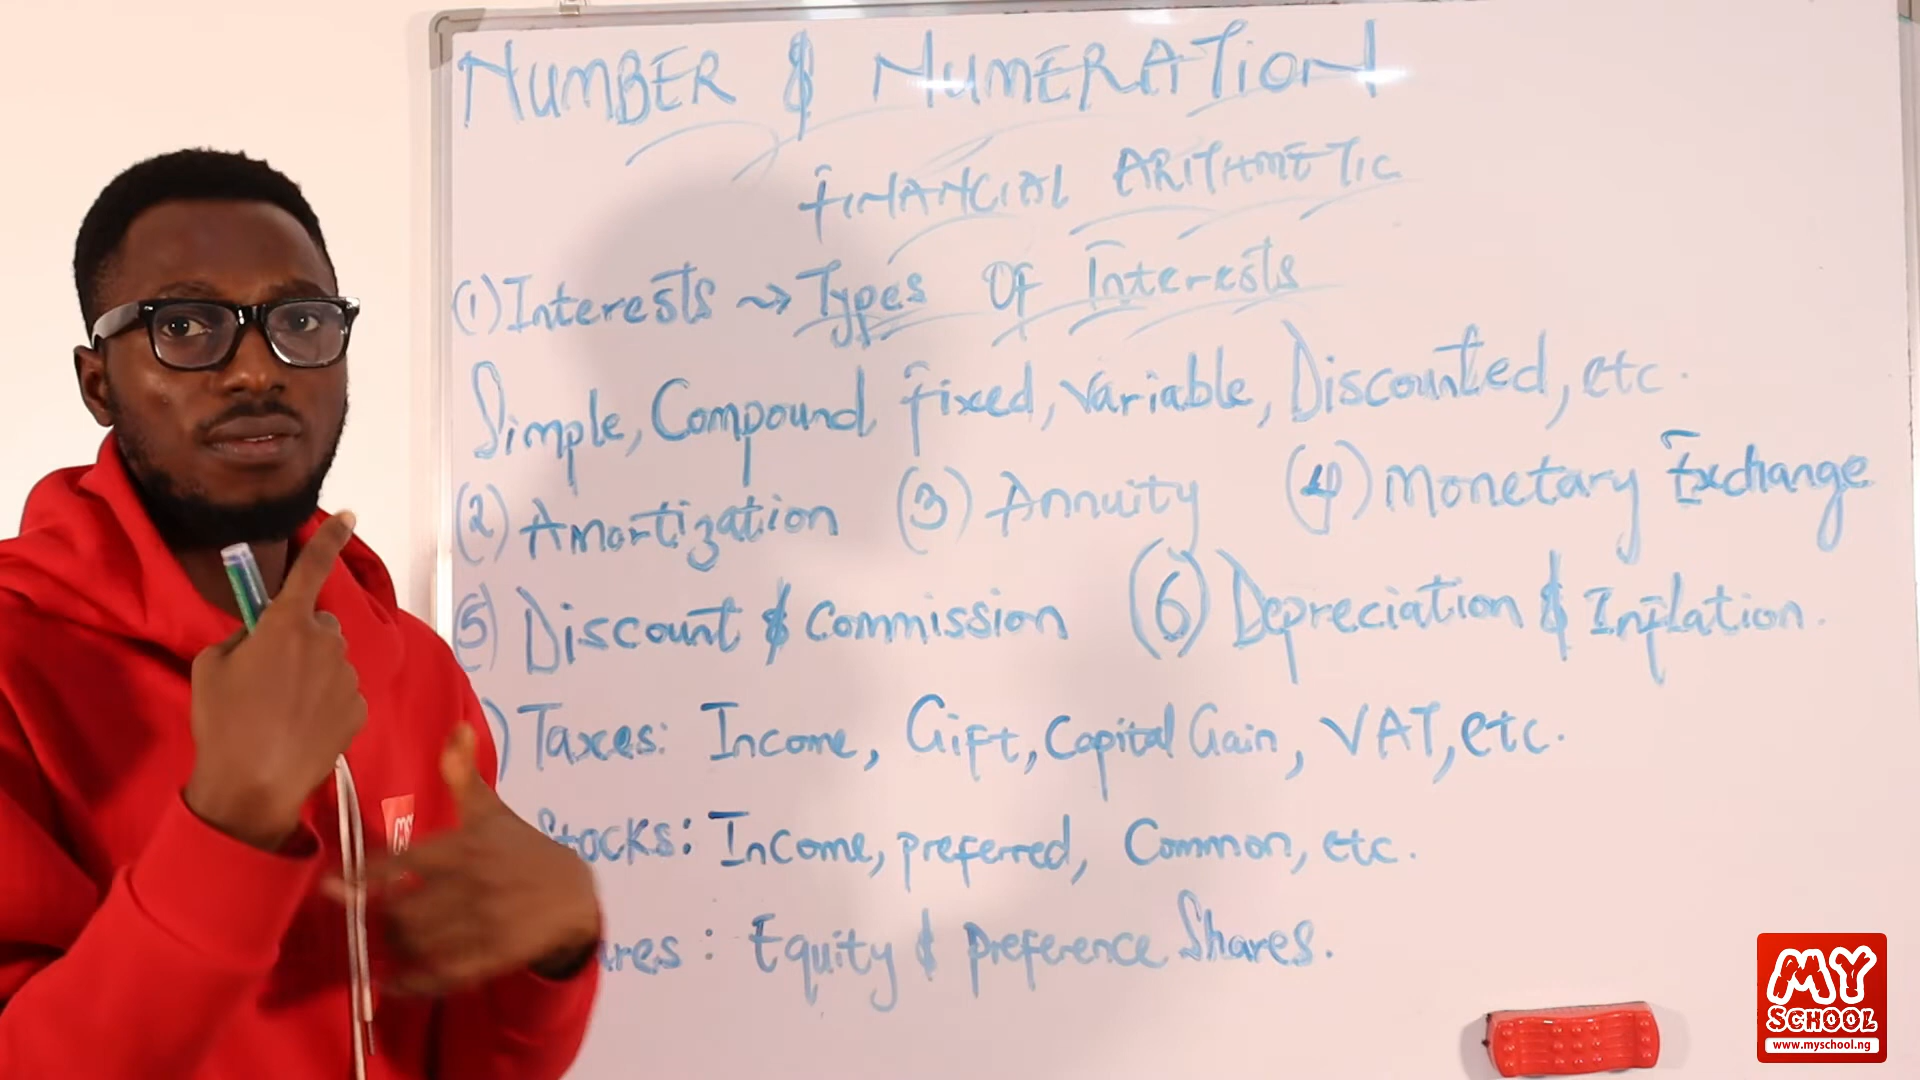 NUMBER & NUMERATION
FINANCIAL ARITHMETIC
(1) Interests ⇝ Types Of Interests
Simple, Compound Fixed, Variable, Discounted, etc.
(2) Amortization (3) Annuity (4) Monetary Exchange
(5) Discount & Commission (6) Depreciation & Inflation.
) Taxes: Income, Gift, Capital Gain, VAT, etc.
Stocks: Income, preferred, Common, etc.
ares: Equity & preference Shares.
MY
SCHOOL
www.myschool.ng